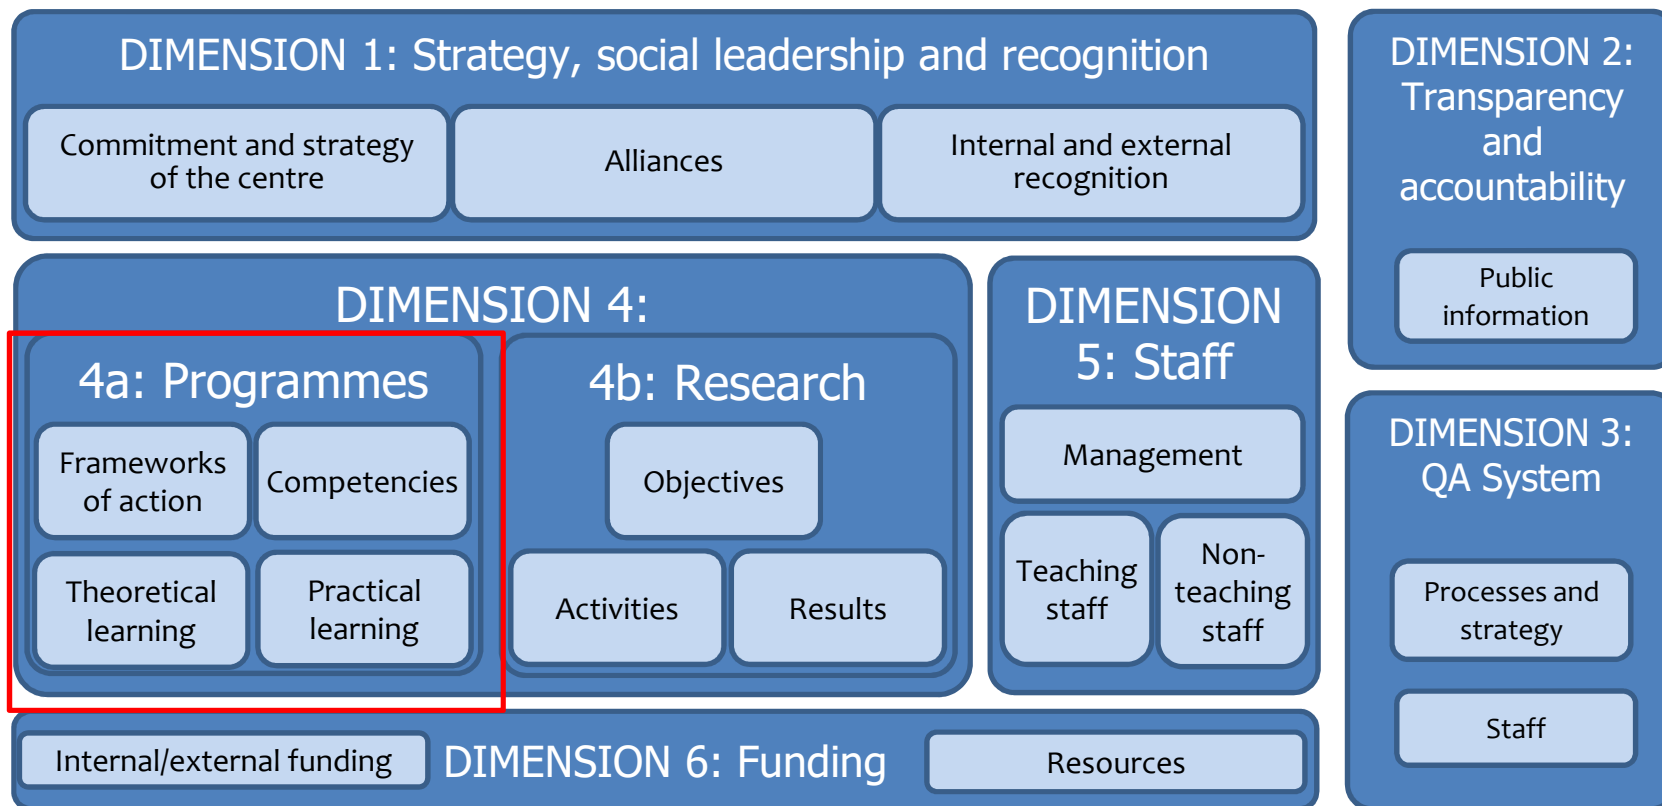 DIMENSION 1: Strategy, social leadership and recognition
Commitment and strategy
of the centre
Alliances
Internal and external
recognition
DIMENSION 2:
Transparency
and
accountability
Public
information
DIMENSION 4:
4a: Programmes
Frameworks
of action
Competencies
Theoretical
learning
Practical
learning
4b: Research
Objectives
Activities
Results
DIMENSION
5: Staff
Management
Teaching
staff
Non-
teaching
staff
DIMENSION 3:
QA System
Processes and
strategy
Staff
Internal/external funding
DIMENSION 6: Funding
Resources